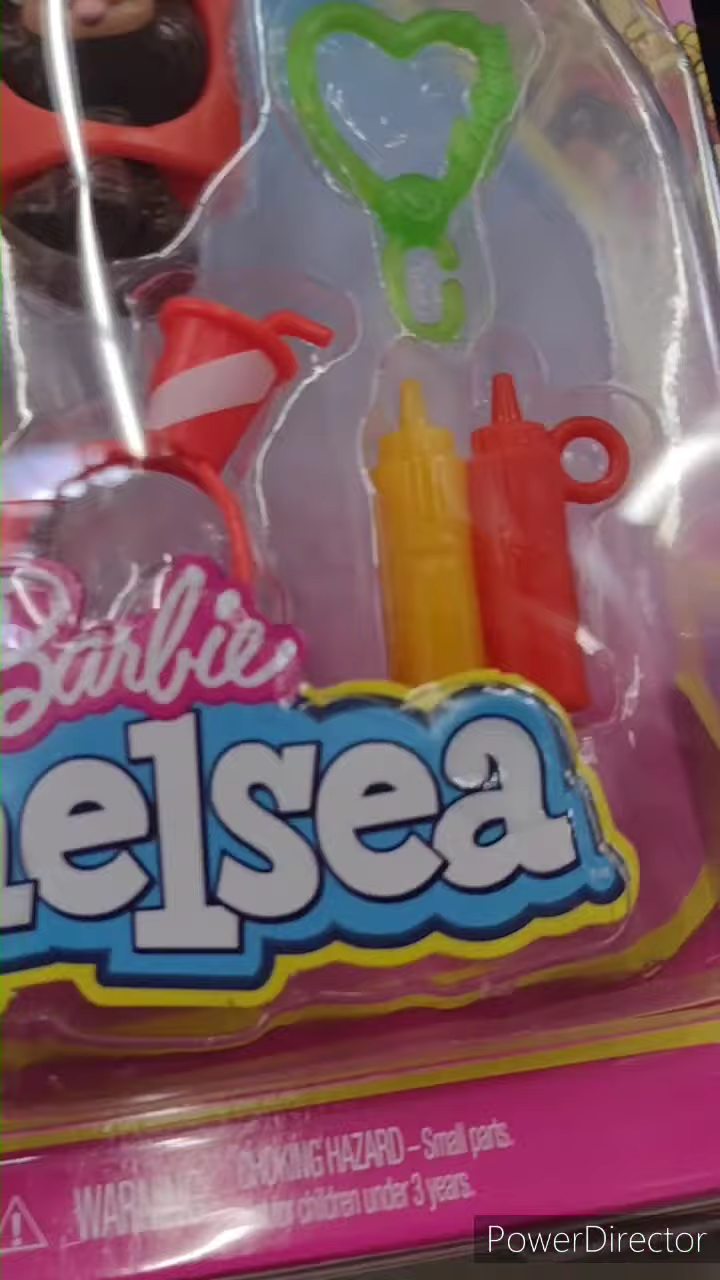 Barbie
elsea
WARNING CHOKING HAZARD – Small parts.
for children under 3 years.
PowerDirector